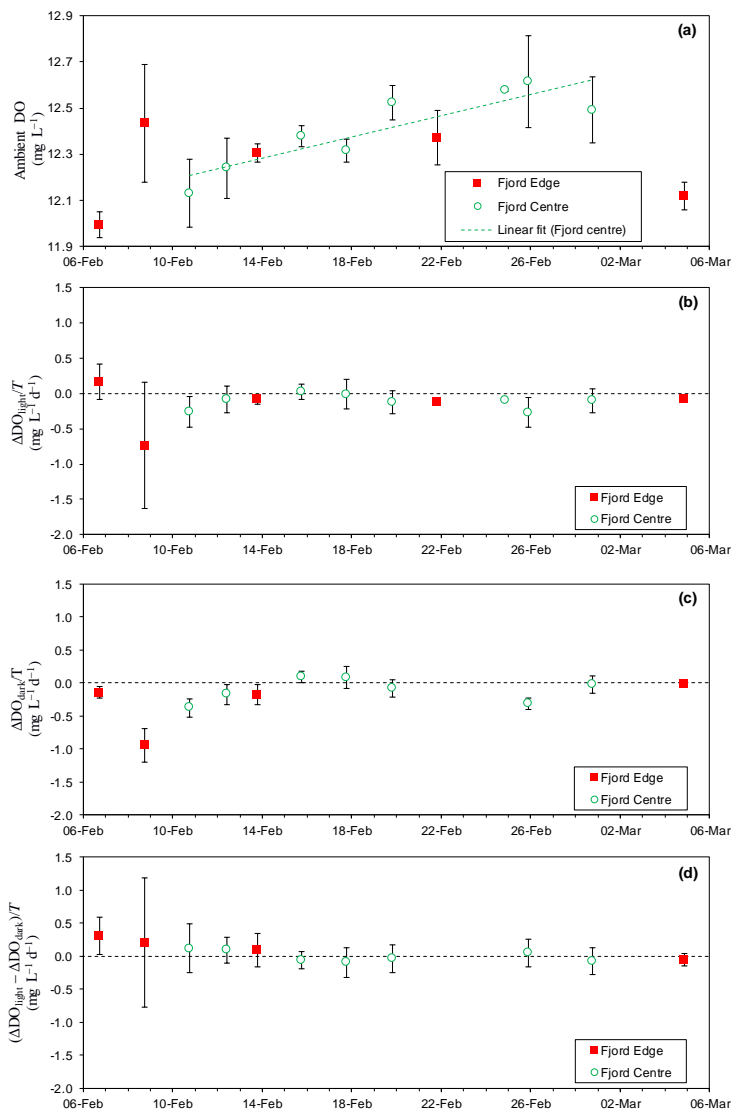 (a)
Ambient DO
(mg L⁻¹)
12.9
12.7
12.5
12.3
12.1
11.9
Fjord Edge
Fjord Centre
Linear fit (Fjord centre)
06-Feb 10-Feb 14-Feb 18-Feb 22-Feb 26-Feb 02-Mar 06-Mar
(b)
ΔDO_light/T
(mg L⁻¹ d⁻¹)
1.5
1.0
0.5
0.0
-0.5
-1.0
-1.5
-2.0
Fjord Edge
Fjord Centre
06-Feb 10-Feb 14-Feb 18-Feb 22-Feb 26-Feb 02-Mar 06-Mar
(c)
ΔDO_dark/T
(mg L⁻¹ d⁻¹)
1.5
1.0
0.5
0.0
-0.5
-1.0
-1.5
-2.0
Fjord Edge
Fjord Centre
06-Feb 10-Feb 14-Feb 18-Feb 22-Feb 26-Feb 02-Mar 06-Mar
(d)
(ΔDO_light − ΔDO_dark)/T
(mg L⁻¹ d⁻¹)
1.5
1.0
0.5
0.0
-0.5
-1.0
-1.5
-2.0
Fjord Edge
Fjord Centre
06-Feb 10-Feb 14-Feb 18-Feb 22-Feb 26-Feb 02-Mar 06-Mar